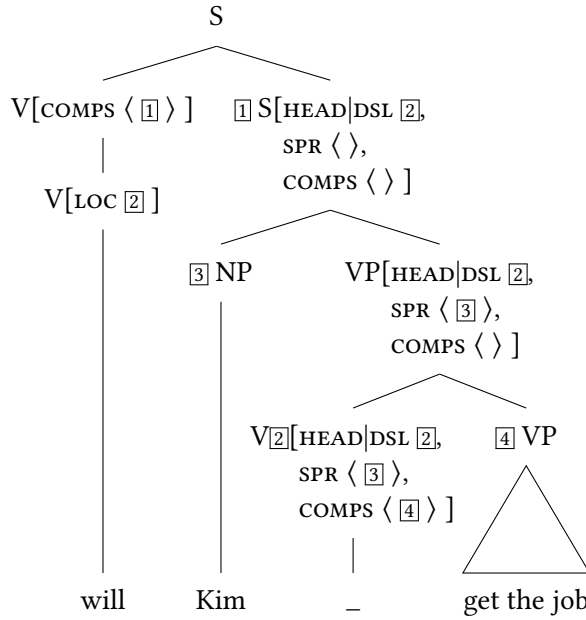 S
V[COMPS ⟨ 1 ⟩ ] 1 S[HEAD|DSL 2,
SPR ⟨ ⟩,
COMPS ⟨ ⟩ ]
V[LOC 2 ]
3 NP VP[HEAD|DSL 2,
SPR ⟨ 3 ⟩,
COMPS ⟨ ⟩ ]
V2[HEAD|DSL 2, 4 VP
SPR ⟨ 3 ⟩,
COMPS ⟨ 4 ⟩ ]
will Kim _ get the job